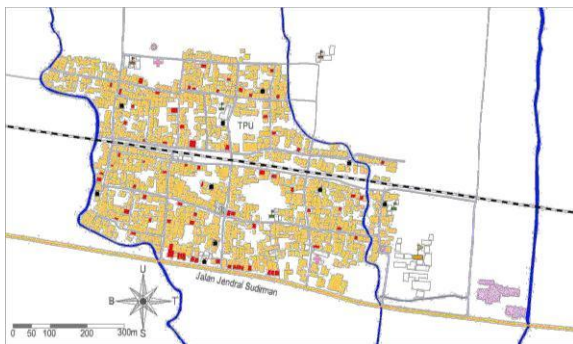 TPU
Jalan Jendral Sudirman
U
B T
S
0 50 100 200 300m